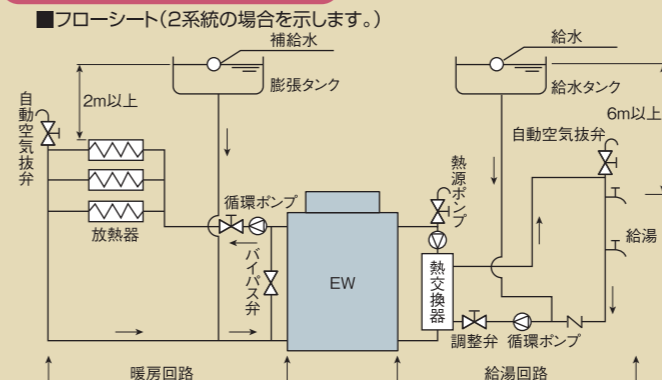 ■フローシート(2系統の場合を示します。)
補給水
給水
膨張タンク
給水タンク
2m以上
6m以上
自動空気抜弁
自動空気抜弁
熱源ポンプ
循環ポンプ
放熱器
バイパス弁
EW
熱交換器
給湯
調整弁
循環ポンプ
暖房回路
給湯回路